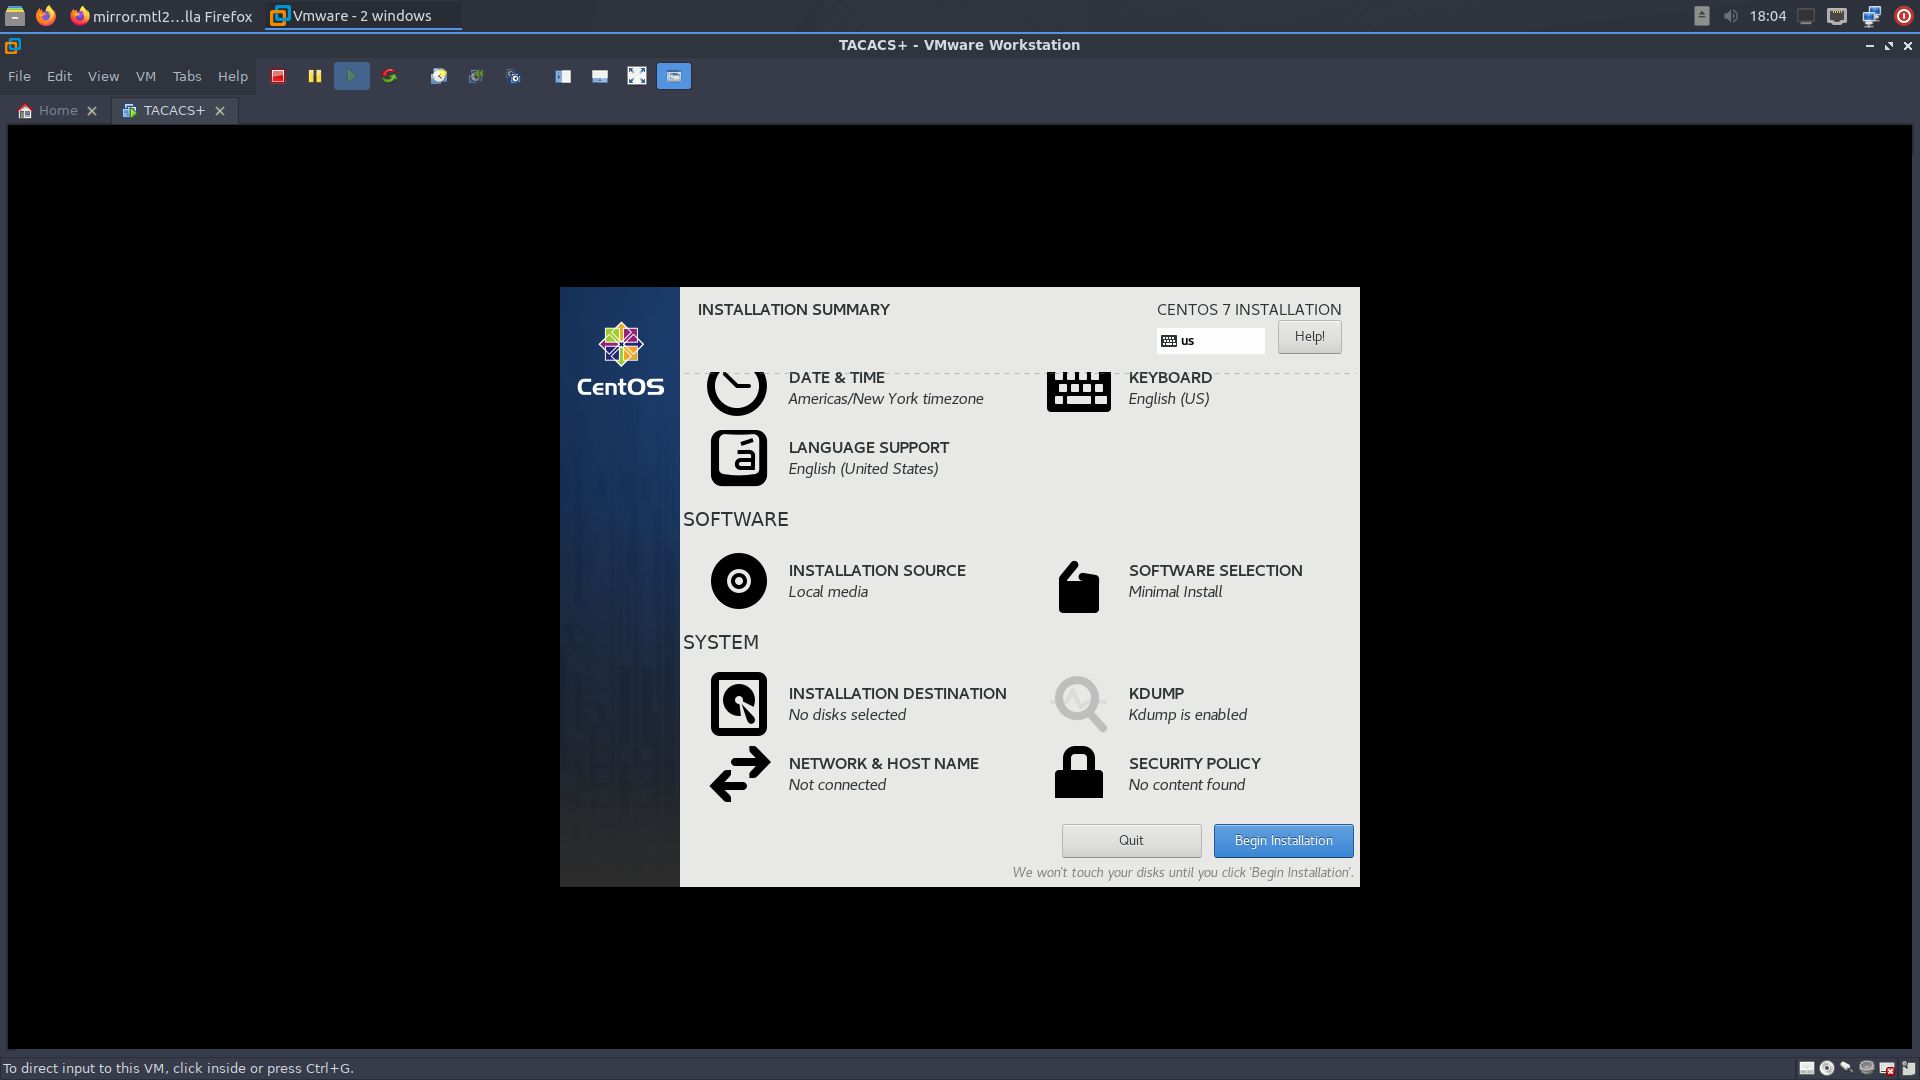 mirror.mtl2...lla Firefox
Vmware - 2 windows
18:04
TACACS+ - VMware Workstation
File Edit View VM Tabs Help
Home
TACACS+
INSTALLATION SUMMARY
CENTOS 7 INSTALLATION
us
Help!
CentOS
DATE & TIME
Americas/New York timezone
KEYBOARD
English (US)
LANGUAGE SUPPORT
English (United States)
SOFTWARE
INSTALLATION SOURCE
Local media
SOFTWARE SELECTION
Minimal Install
SYSTEM
INSTALLATION DESTINATION
No disks selected
KDUMP
Kdump is enabled
NETWORK & HOST NAME
Not connected
SECURITY POLICY
No content found
Quit
Begin Installation
We won't touch your disks until you click 'Begin Installation'.
To direct input to this VM, click inside or press Ctrl+G.